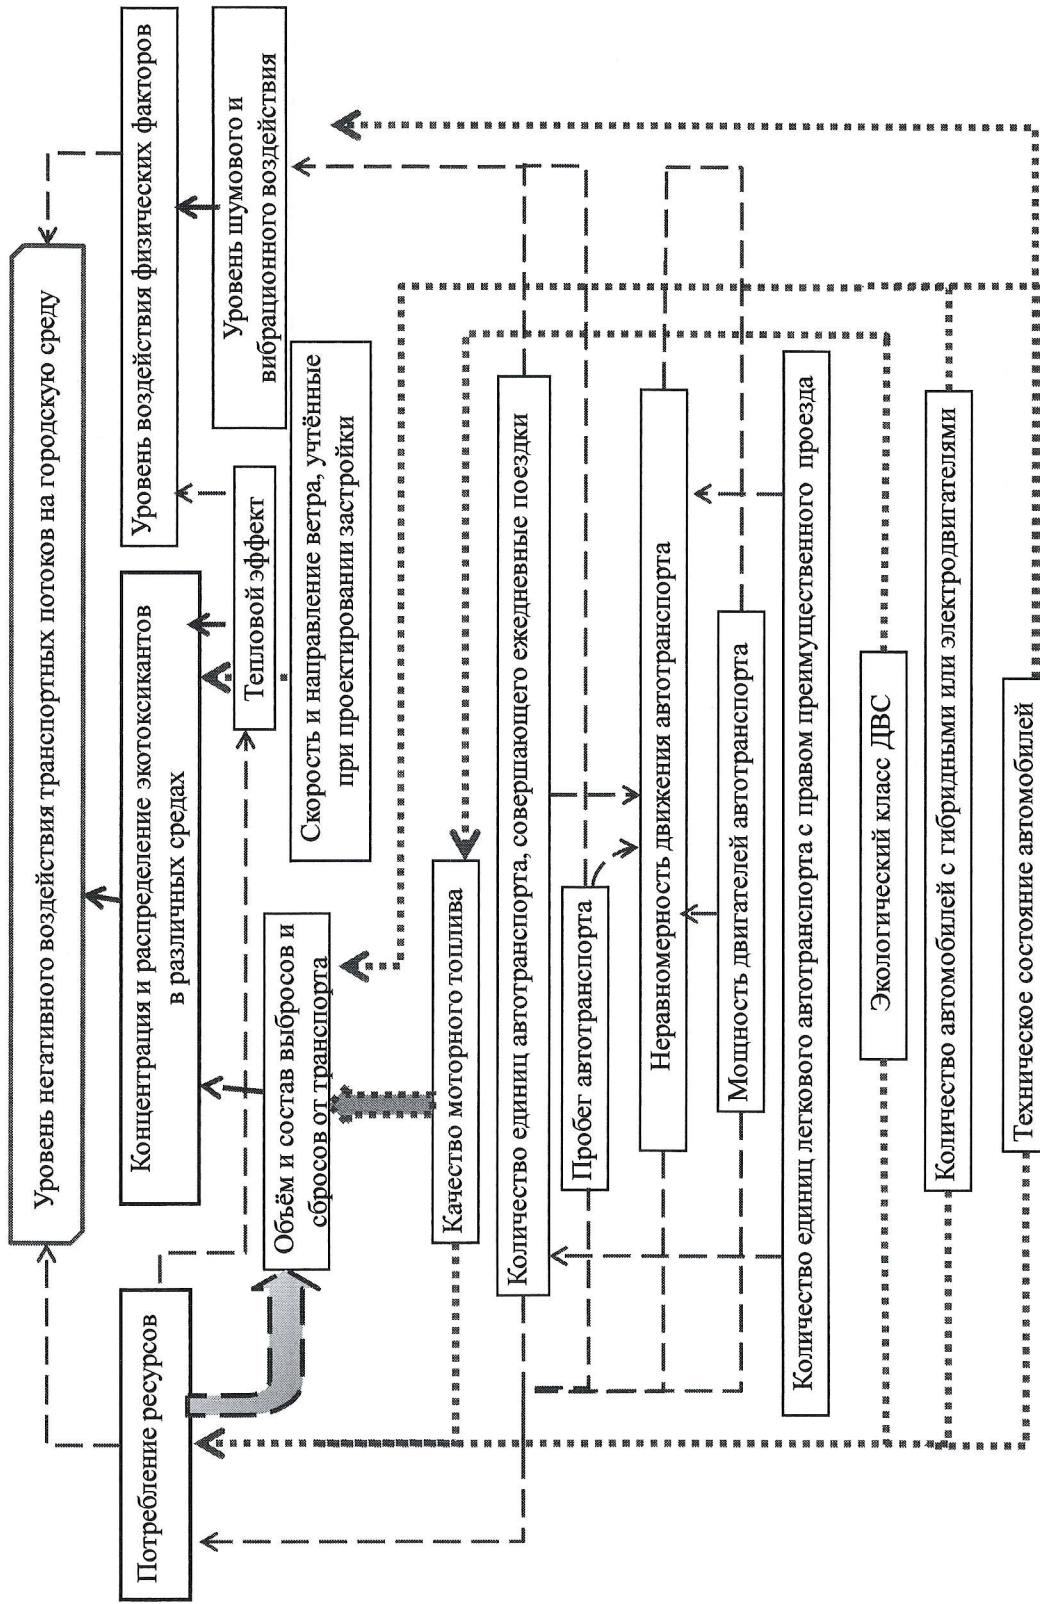 Уровень негативного воздействия транспортных потоков на городскую среду
Потребление ресурсов
Концентрация и распределение экотоксикантов
в различных средах
Уровень воздействия физических факторов
Объём и состав выбросов и
сбросов от транспорта
Тепловой эффект
Уровень шумового и
вибрационного воздействия
Скорость и направление ветра, учтённые
при проектировании застройки
Качество моторного топлива
Количество единиц автотранспорта, совершающего ежедневные поездки
Пробег автотранспорта
Неравномерность движения автотранспорта
Мощность двигателей автотранспорта
Количество единиц легкового автотранспорта с правом преимущественного проезда
Экологический класс ДВС
Количество автомобилей с гибридными или электродвигателями
Техническое состояние автомобилей